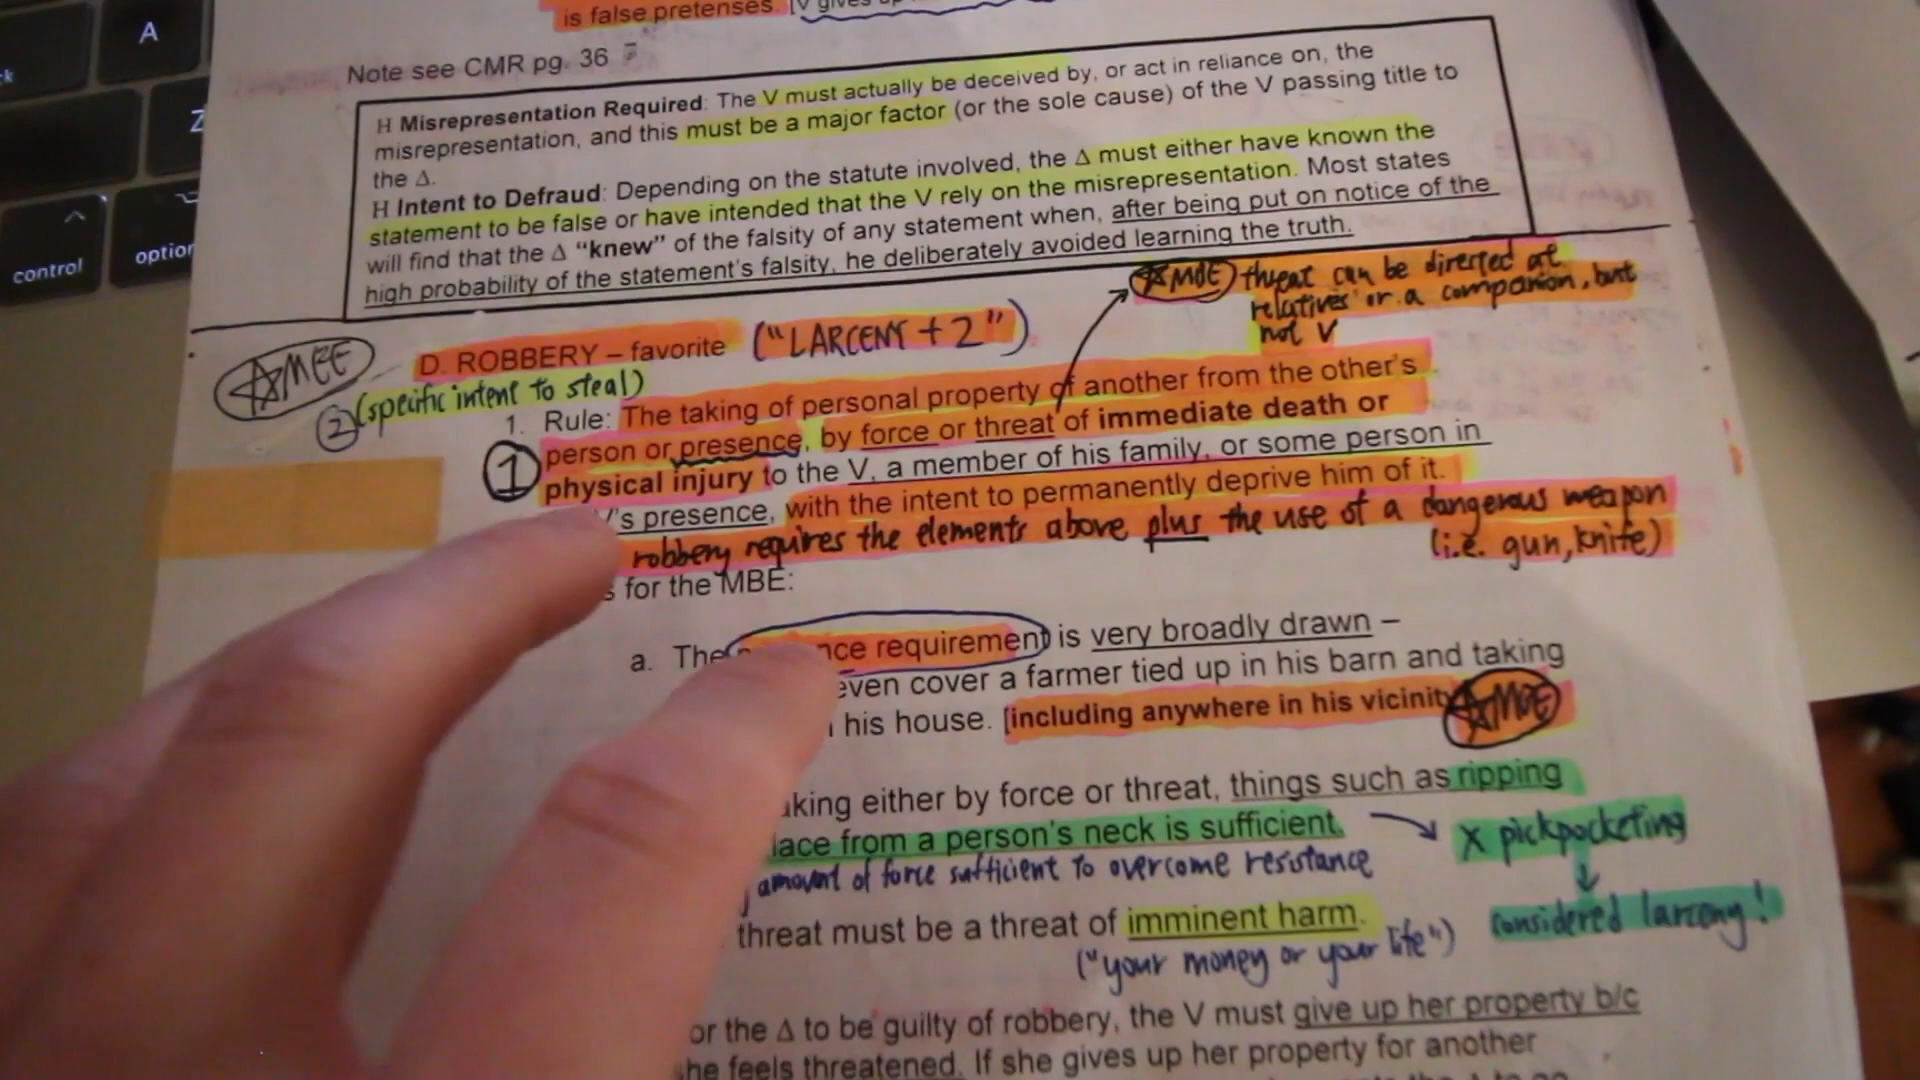 A
Z
control
option
is false pretenses. [V gives up
Note see CMR pg. 36
H Misrepresentation Required: The V must actually be deceived by, or act in reliance on, the
misrepresentation, and this must be a major factor (or the sole cause) of the V passing title to
the Δ.
H Intent to Defraud: Depending on the statute involved, the Δ must either have known the
statement to be false or have intended that the V rely on the misrepresentation. Most states
will find that the Δ “knew” of the falsity of any statement when, after being put on notice of the
high probability of the statement's falsity, he deliberately avoided learning the truth.
☆MBE threat can be directed at
relatives or a companion, but
not V
☆MBE
D. ROBBERY – favorite ("LARCENY + 2")
② (specific intent to steal)
1. Rule: The taking of personal property of another from the other's
① person or presence, by force or threat of immediate death or
physical injury to the V, a member of his family, or some person in
V's presence, with the intent to permanently deprive him of it.
robbery requires the elements above plus the use of a dangerous weapon
(i.e. gun, knife)
for the MBE:
a. The requirement is very broadly drawn –
even cover a farmer tied up in his barn and taking
his house. [including anywhere in his vicinity ☆MBE
either by force or threat, things such as ripping
from a person's neck is sufficient. → X pickpocketing
amount of force sufficient to overcome resistance
threat must be a threat of imminent harm.
considered larceny!
("your money or your life")
or the Δ to be guilty of robbery, the V must give up her property b/c
she feels threatened. If she gives up her property for another